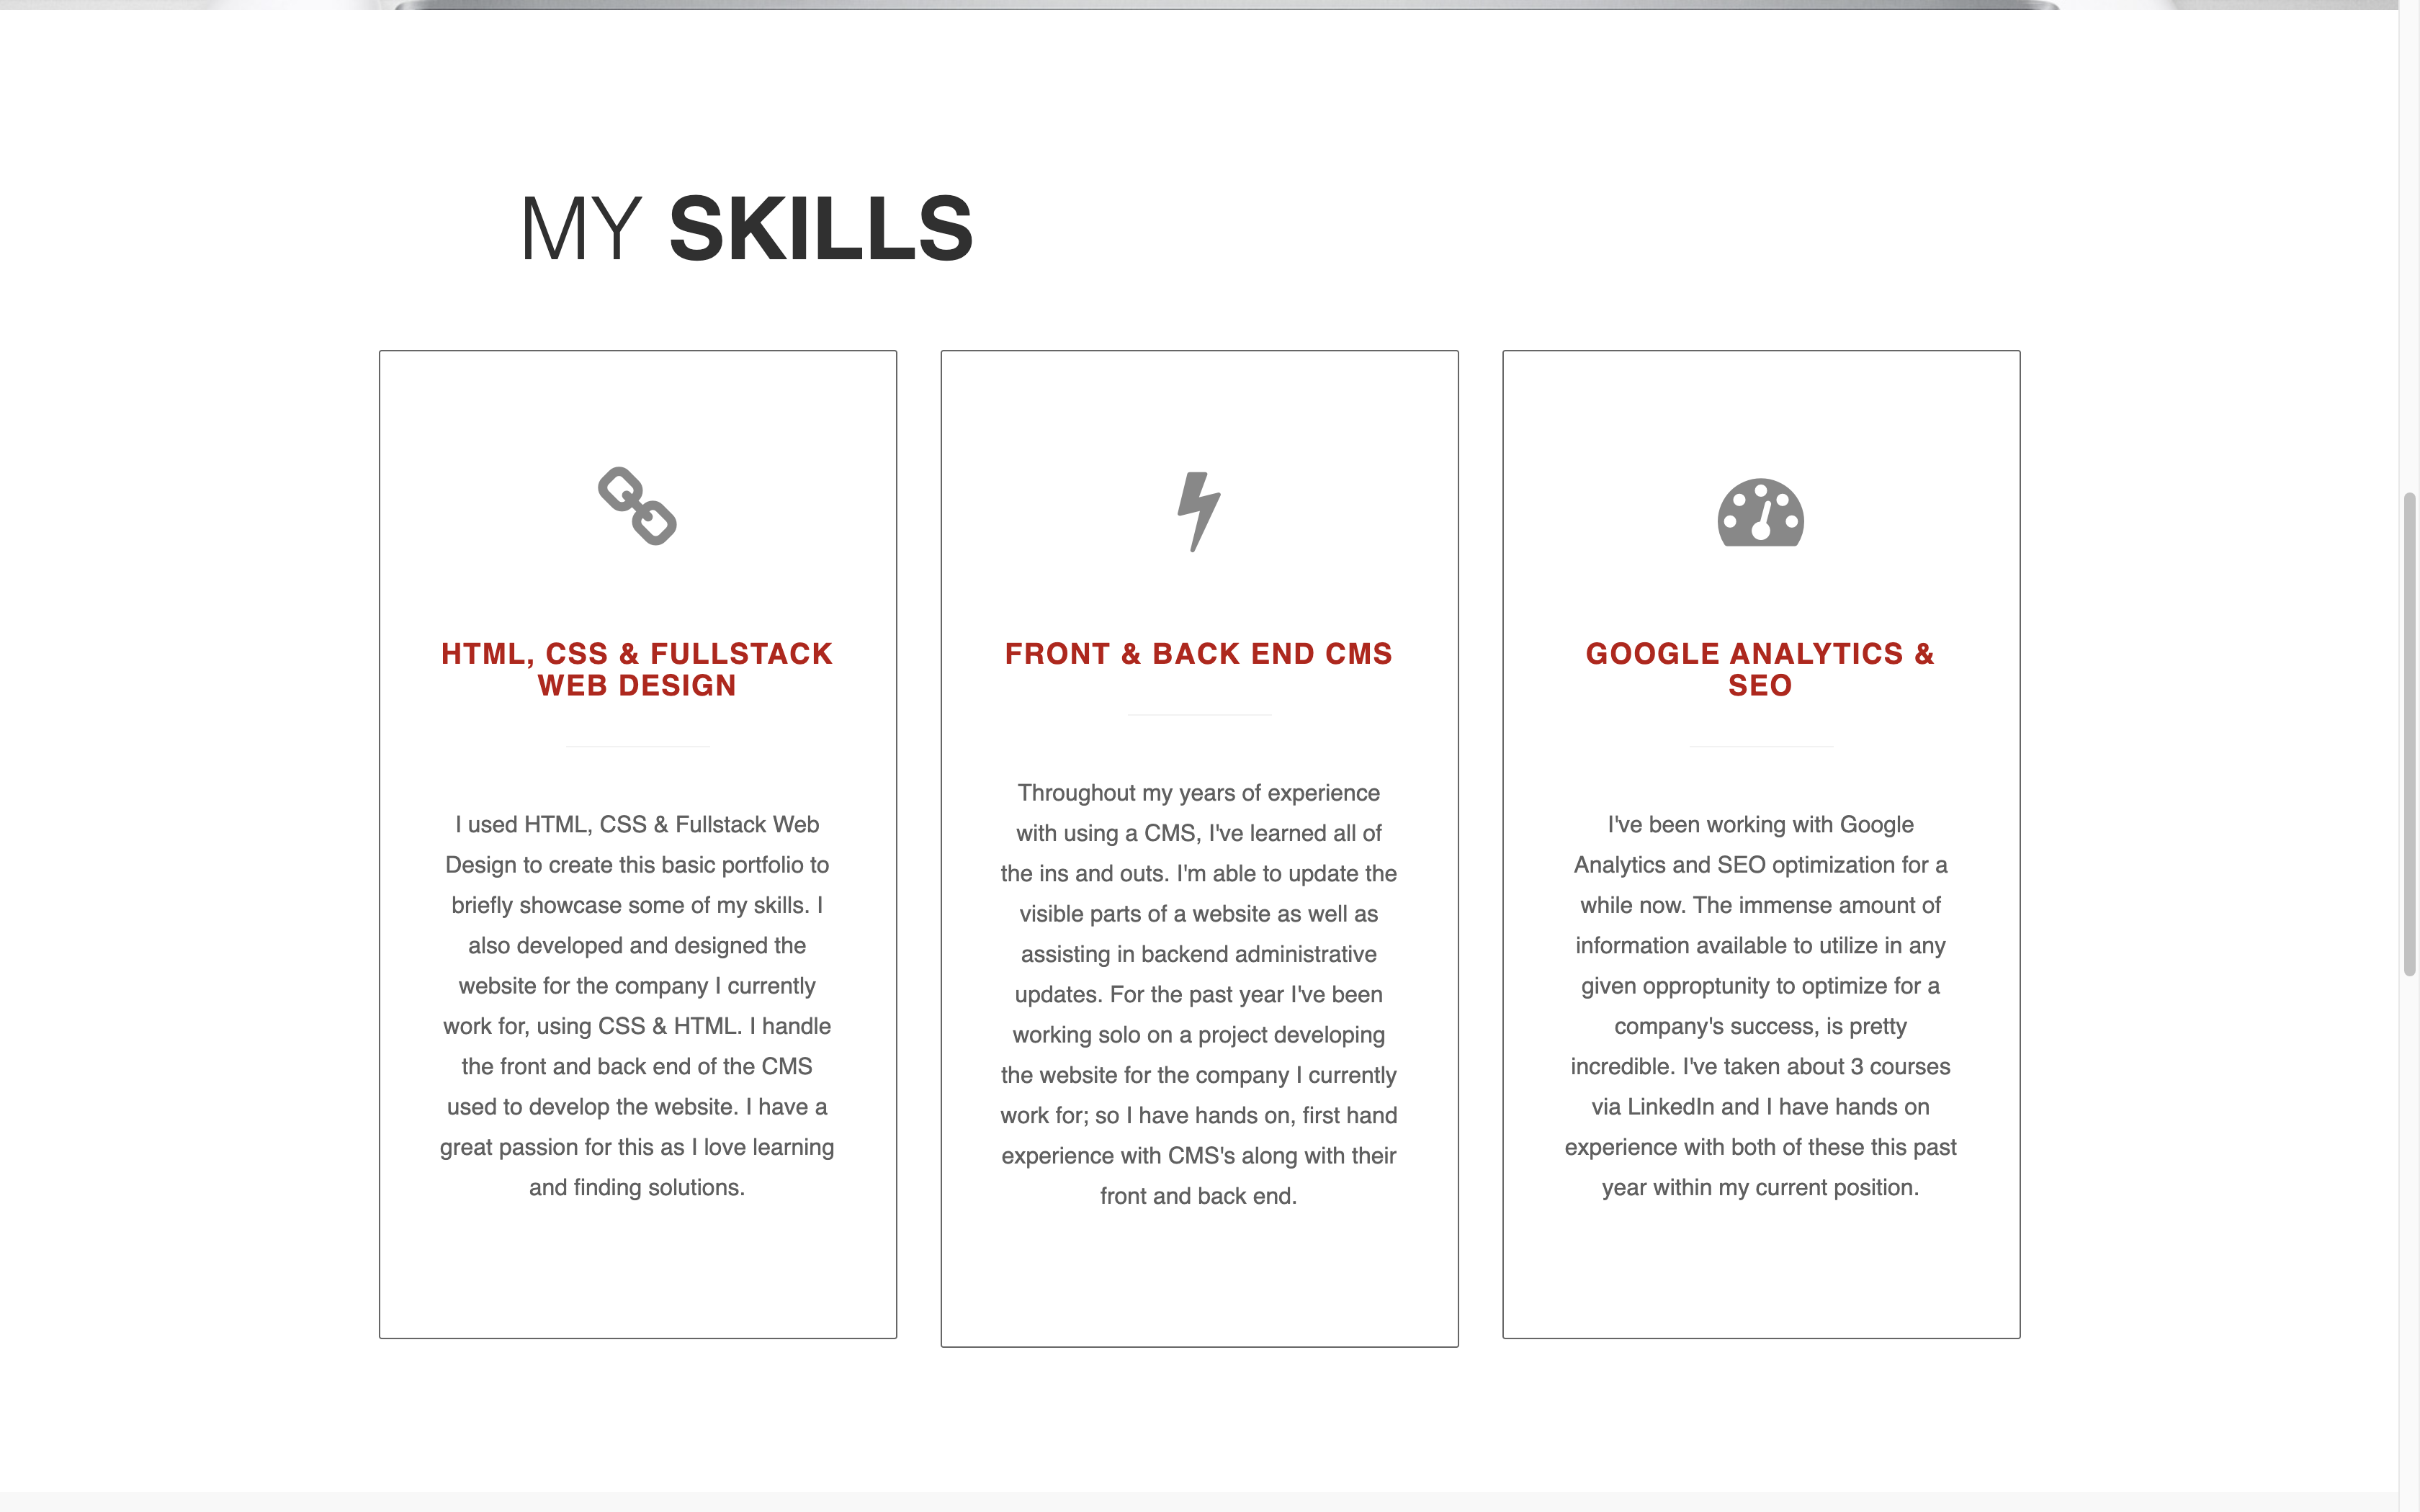 MY SKILLS
HTML, CSS & FULLSTACK
WEB DESIGN
I used HTML, CSS & Fullstack Web
Design to create this basic portfolio to
briefly showcase some of my skills. I
also developed and designed the
website for the company I currently
work for, using CSS & HTML. I handle
the front and back end of the CMS
used to develop the website. I have a
great passion for this as I love learning
and finding solutions.
FRONT & BACK END CMS
Throughout my years of experience
with using a CMS, I've learned all of
the ins and outs. I'm able to update the
visible parts of a website as well as
assisting in backend administrative
updates. For the past year I've been
working solo on a project developing
the website for the company I currently
work for; so I have hands on, first hand
experience with CMS's along with their
front and back end.
GOOGLE ANALYTICS &
SEO
I've been working with Google
Analytics and SEO optimization for a
while now. The immense amount of
information available to utilize in any
given opproptunity to optimize for a
company's success, is pretty
incredible. I've taken about 3 courses
via LinkedIn and I have hands on
experience with both of these this past
year within my current position.